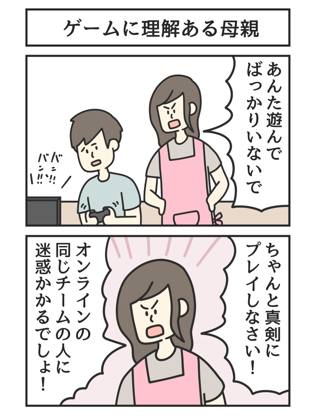 ゲームに理解ある母親
あんた遊んで
ばっかりいないで
バババン!!
ちゃんと真剣に
プレイしなさい!
オンラインの
同じチームの人に
迷惑かかるでしょ!